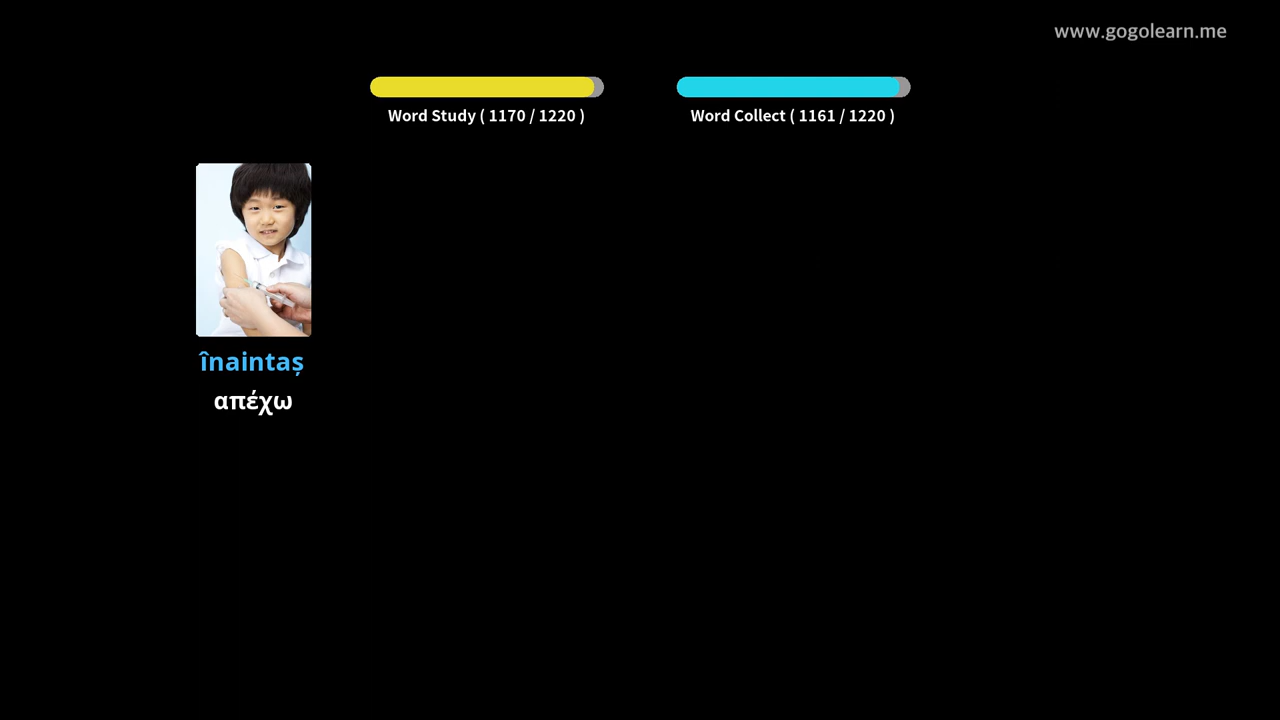 www.gogolearn.me
Word Study ( 1170 / 1220 )
Word Collect ( 1161 / 1220 )
înaintaș
απέχω